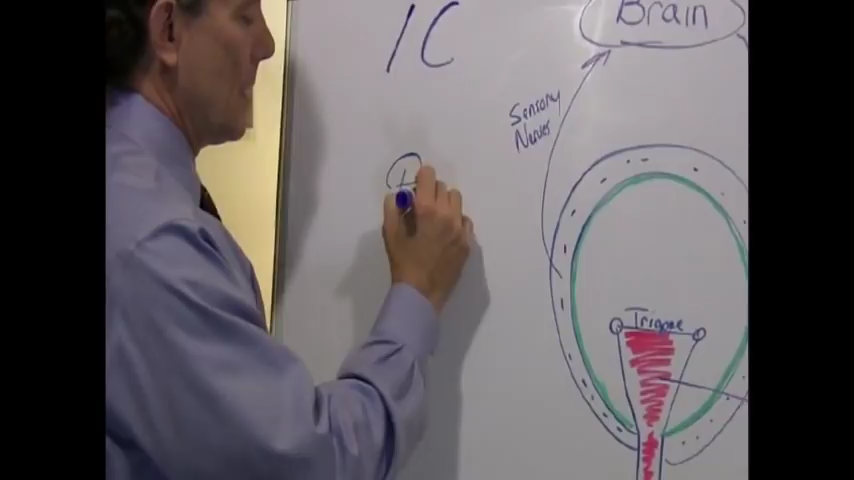 IC
Brain
Sensory
Nerves
Trigone